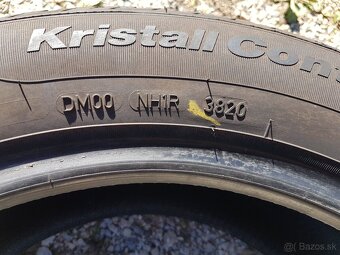 Kristall Con
DM00 NH1R 3820
Bazos.sk